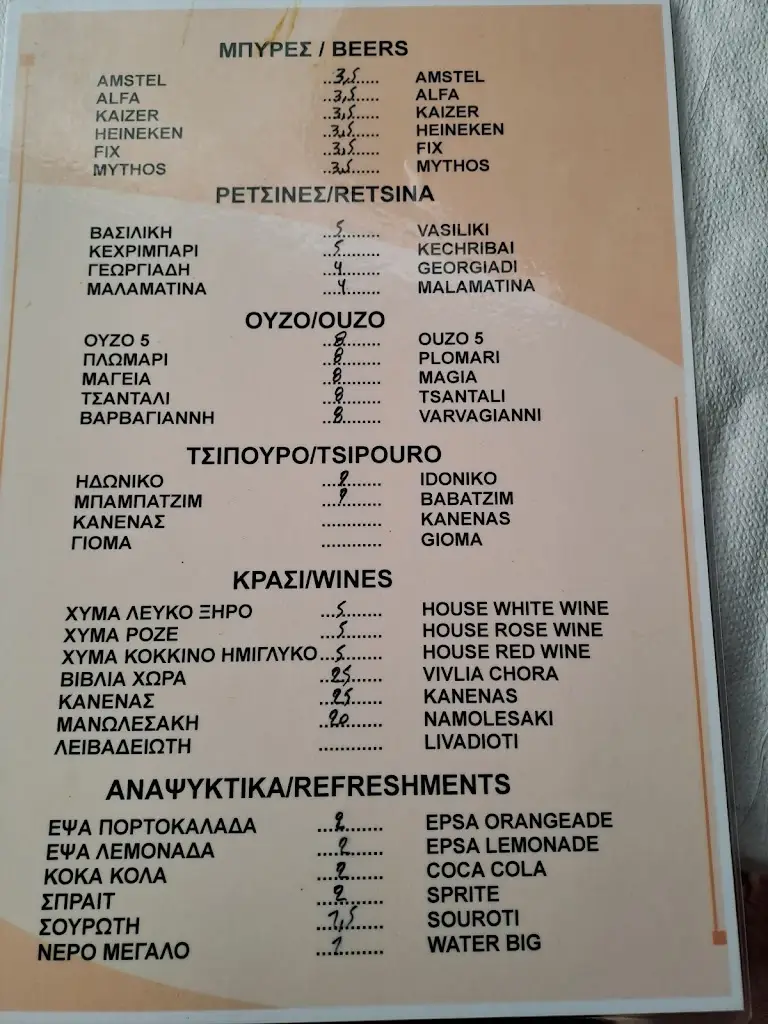 ΜΠΥΡΕΣ / BEERS
AMSTEL ..3,5..... AMSTEL
ALFA ..3,5..... ALFA
KAIZER ..3,5..... KAIZER
HEINEKEN ..3,5..... HEINEKEN
FIX ..3,5..... FIX
MYTHOS ..3,5..... MYTHOS
ΡΕΤΣΙΝΕΣ/RETSINA
ΒΑΣΙΛΙΚΗ ..5....... VASILIKI
ΚΕΧΡΙΜΠΑΡΙ ..5....... KECHRIBAI
ΓΕΩΡΓΙΑΔΗ ..4....... GEORGIADI
ΜΑΛΑΜΑΤΙΝΑ ...4...... MALAMATINA
ΟΥΖΟ/OUZO
ΟΥΖΟ 5 ..8....... OUZO 5
ΠΛΩΜΑΡΙ ..8....... PLOMARI
ΜΑΓΕΙΑ ..8....... MAGIA
ΤΣΑΝΤΑΛΙ ..8....... TSANTALI
ΒΑΡΒΑΓΙΑΝΝΗ ..8....... VARVAGIANNI
ΤΣΙΠΟΥΡΟ/TSIPOURO
ΗΔΩΝΙΚΟ ....... IDONIKO
ΜΠΑΜΠΑΤΖΙΜ ....... BABATZIM
ΚΑΝΕΝΑΣ ............ KANENAS
ΓΙΟΜΑ ............ GIOMA
ΚΡΑΣΙ/WINES
ΧΥΜΑ ΛΕΥΚΟ ΞΗΡΟ ...5....... HOUSE WHITE WINE
ΧΥΜΑ ΡΟΖΕ ...5....... HOUSE ROSE WINE
ΧΥΜΑ ΚΟΚΚΙΝΟ ΗΜΙΓΛΥΚΟ...5....... HOUSE RED WINE
ΒΙΒΛΙΑ ΧΩΡΑ ..25...... VIVLIA CHORA
ΚΑΝΕΝΑΣ ..25...... KANENAS
ΜΑΝΩΛΕΣΑΚΗ ..20...... NAMOLESAKI
ΛΕΙΒΑΔΕΙΩΤΗ ............ LIVADIOTI
ΑΝΑΨΥΚΤΙΚΑ/REFRESHMENTS
ΕΨΑ ΠΟΡΤΟΚΑΛΑΔΑ ...2....... EPSA ORANGEADE
ΕΨΑ ΛΕΜΟΝΑΔΑ ....2...... EPSA LEMONADE
ΚΟΚΑ ΚΟΛΑ ...2....... COCA COLA
ΣΠΡΑΙΤ ...2....... SPRITE
ΣΟΥΡΩΤΗ ..1,5..... SOUROTI
ΝΕΡΟ ΜΕΓΑΛΟ ...1....... WATER BIG